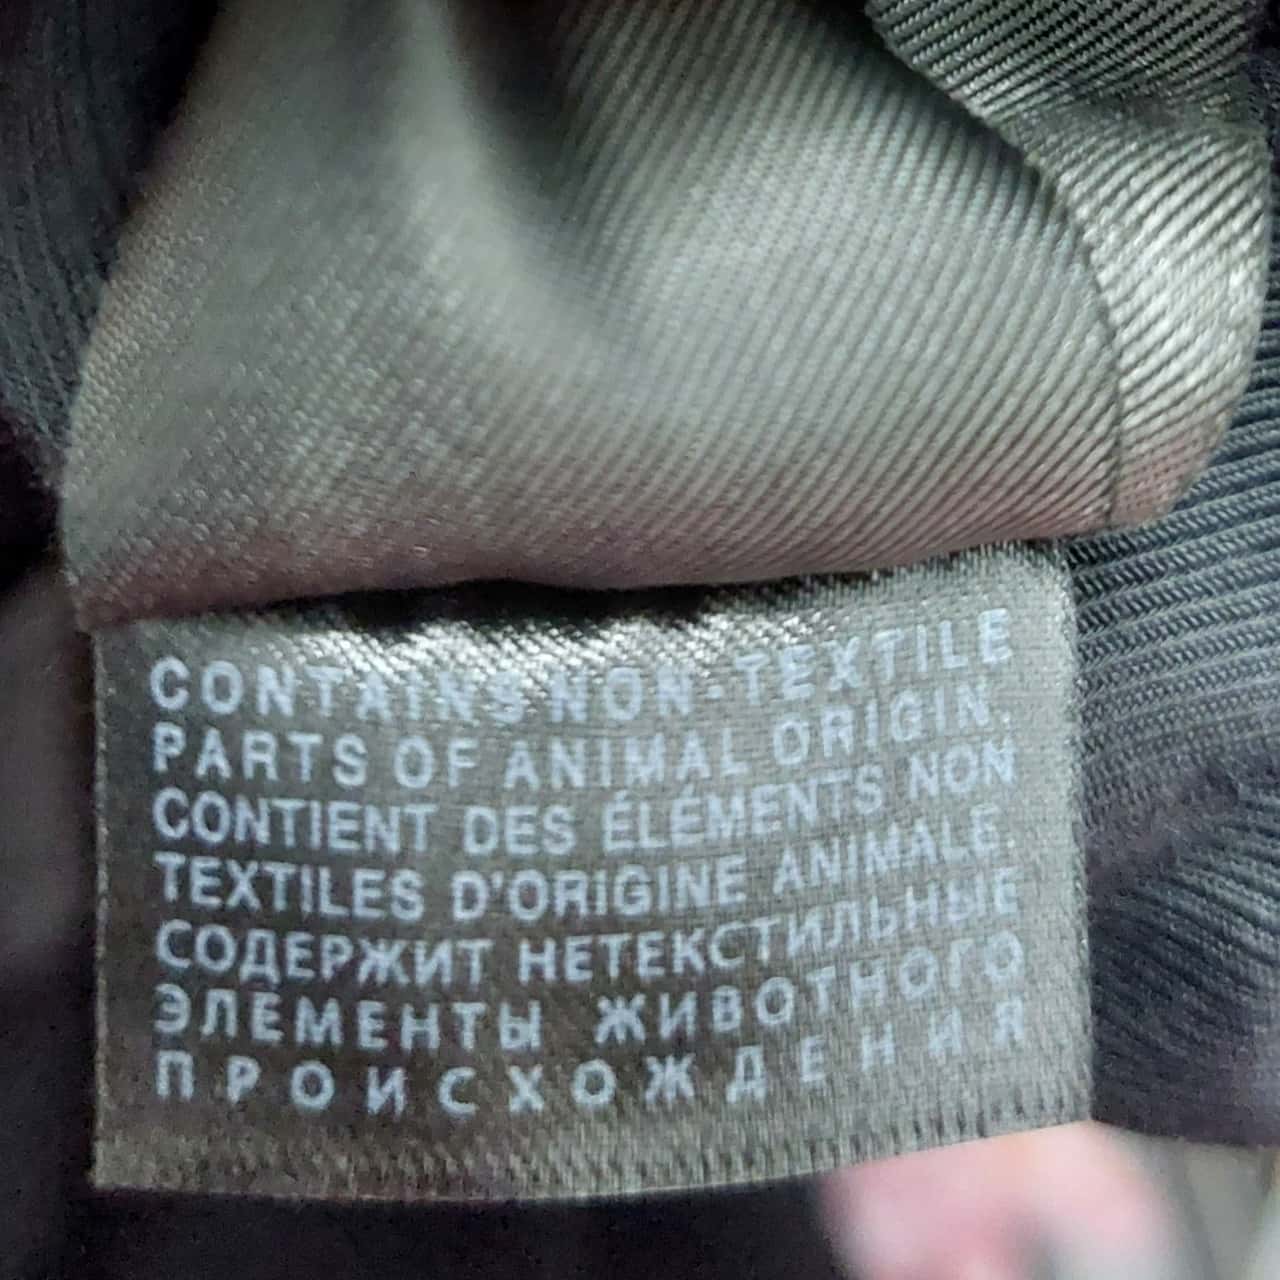 CONTAINS NON-TEXTILE
PARTS OF ANIMAL ORIGIN.
CONTIENT DES ÉLÉMENTS NON
TEXTILES D'ORIGINE ANIMALE.
СОДЕРЖИТ НЕТЕКСТИЛЬНЫЕ
ЭЛЕМЕНТЫ ЖИВОТНОГО
ПРОИСХОЖДЕНИЯ